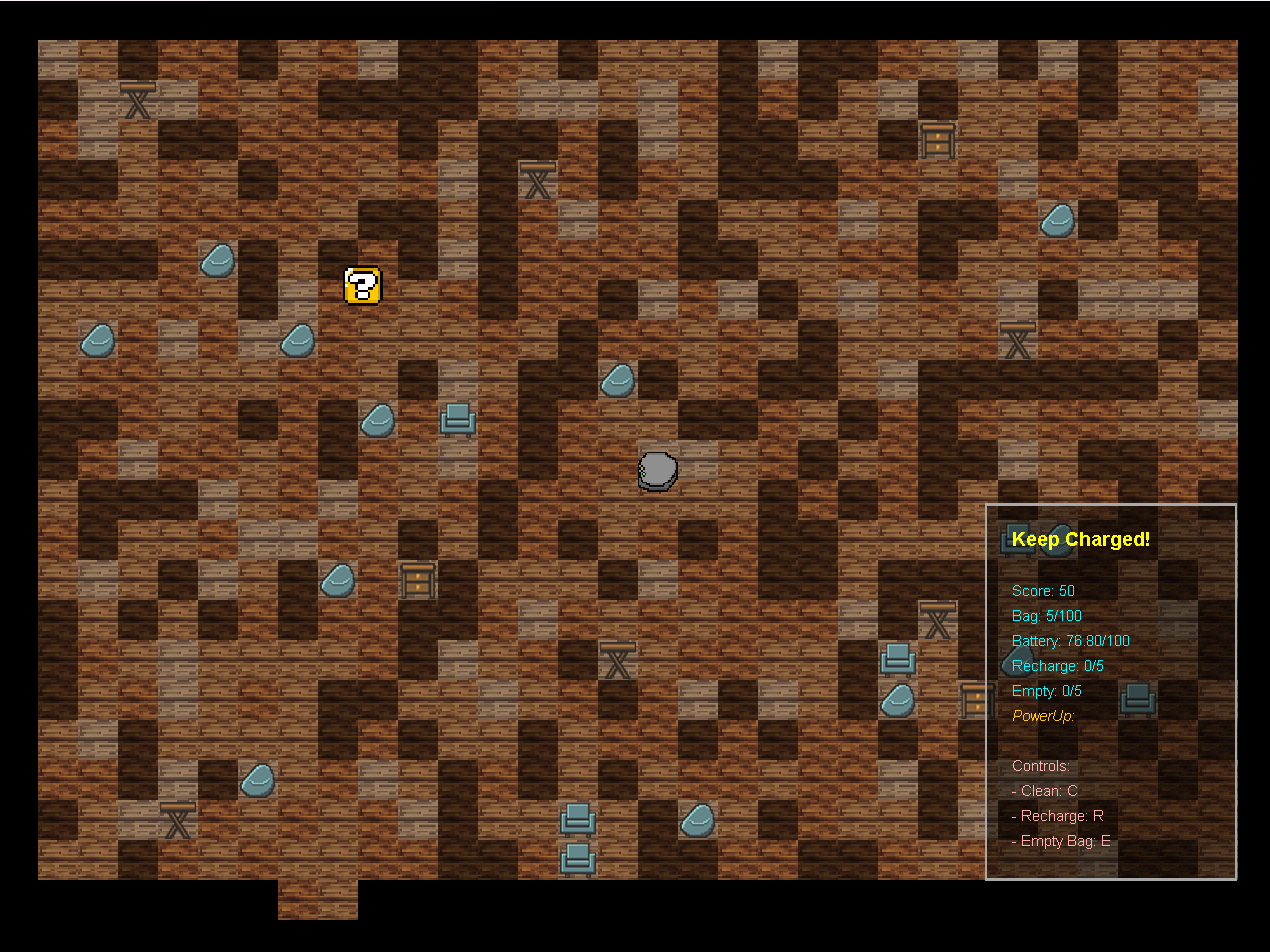 ?
Keep Charged!
Score: 50
Bag: 5/100
Battery: 76.80/100
Recharge: 0/5
Empty: 0/5
PowerUp:
Controls:
- Clean: C
- Recharge: R
- Empty Bag: E